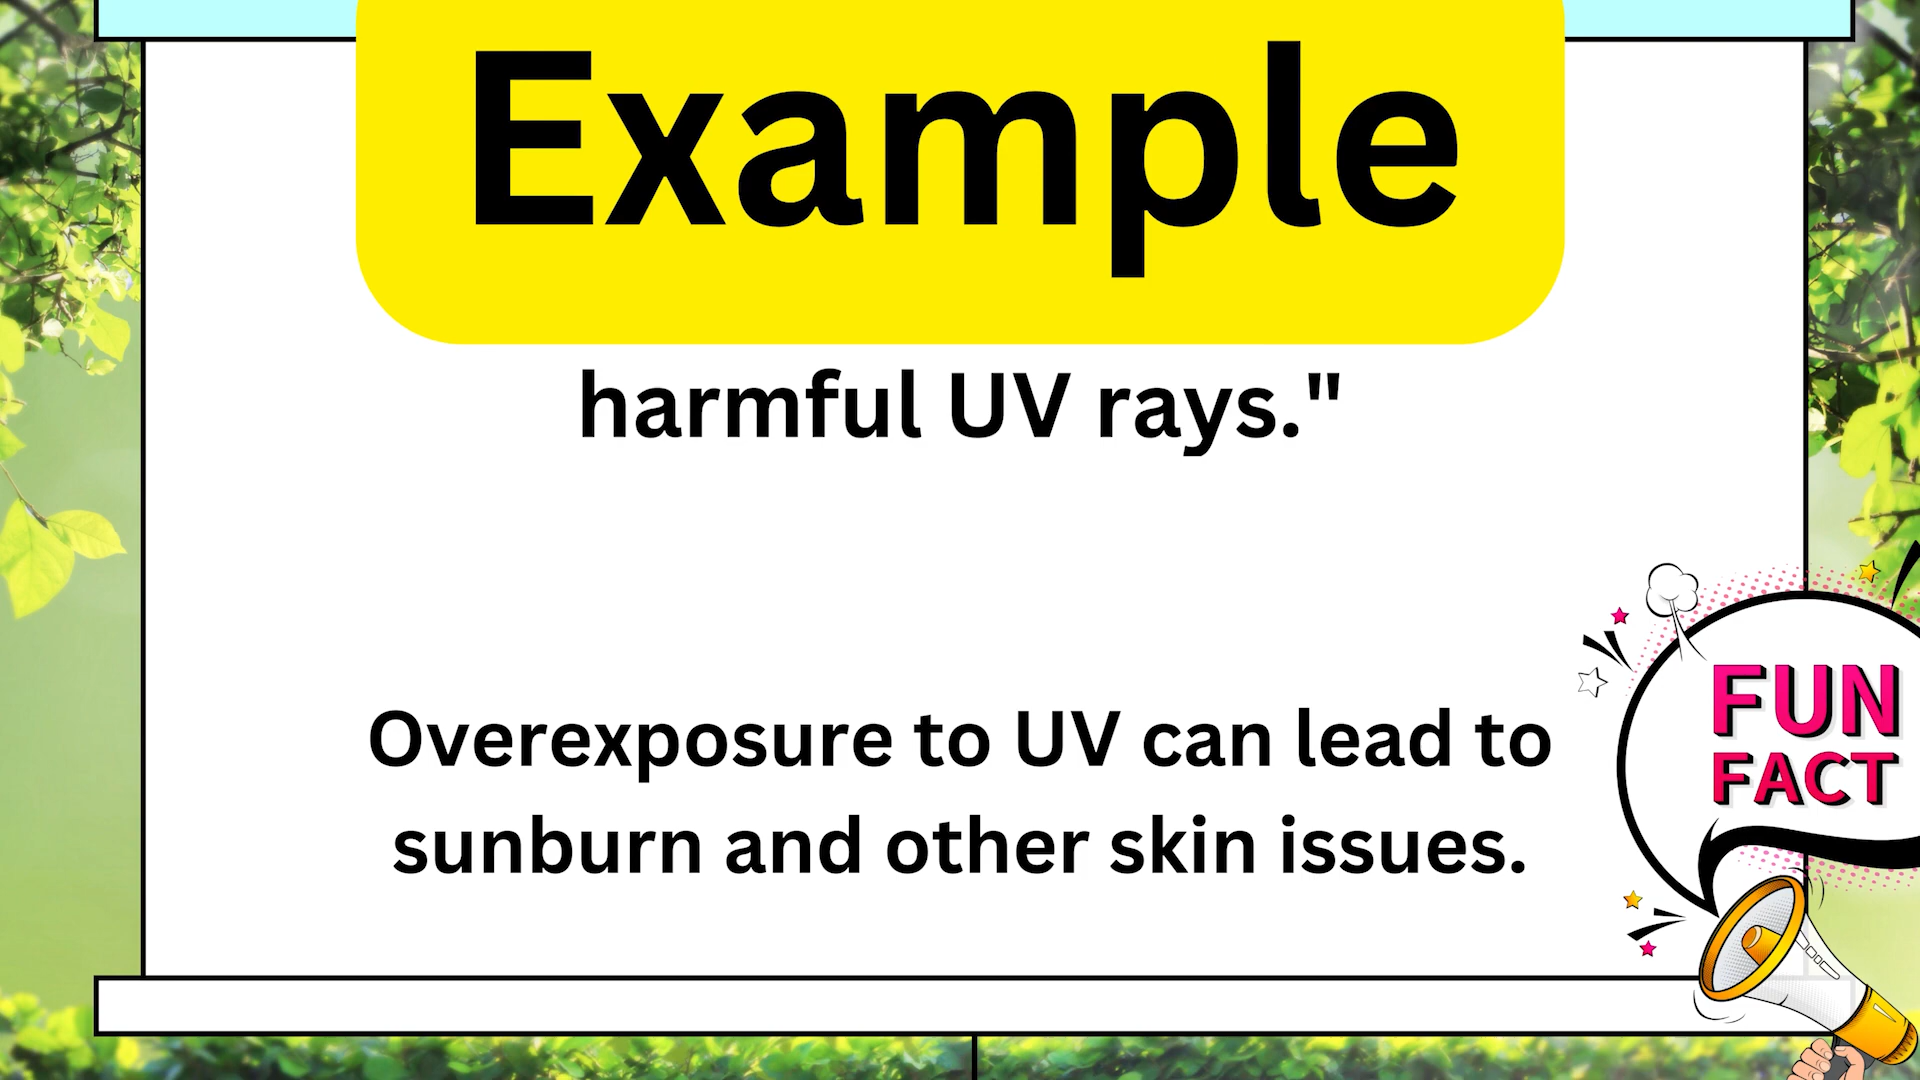 Example
harmful UV rays."
Overexposure to UV can lead to
sunburn and other skin issues.
FUN
FACT